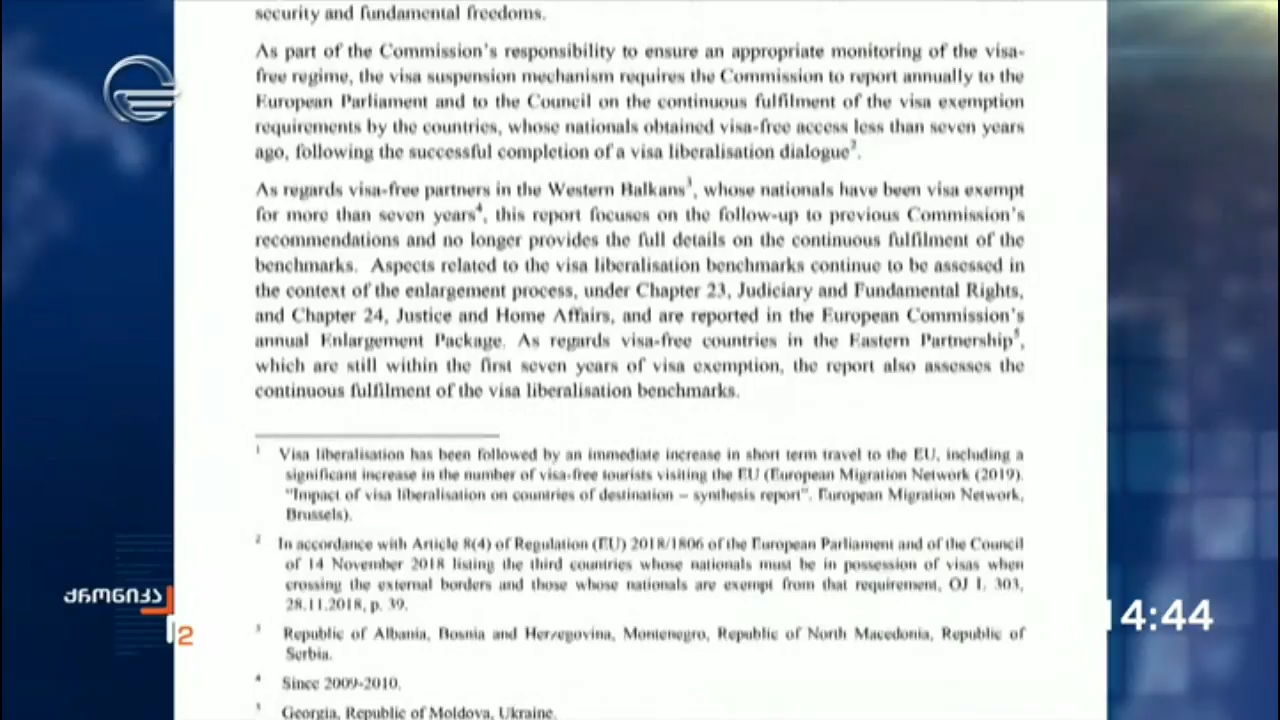 security and fundamental freedoms.
As part of the Commission's responsibility to ensure an appropriate monitoring of the visa-
free regime, the visa suspension mechanism requires the Commission to report annually to the
European Parliament and to the Council on the continuous fulfilment of the visa exemption
requirements by the countries, whose nationals obtained visa-free access less than seven years
ago, following the successful completion of a visa liberalisation dialogue².
As regards visa-free partners in the Western Balkans³, whose nationals have been visa exempt
for more than seven years⁴, this report focuses on the follow-up to previous Commission's
recommendations and no longer provides the full details on the continuous fulfilment of the
benchmarks. Aspects related to the visa liberalisation benchmarks continue to be assessed in
the context of the enlargement process, under Chapter 23, Judiciary and Fundamental Rights,
and Chapter 24, Justice and Home Affairs, and are reported in the European Commission's
annual Enlargement Package. As regards visa-free countries in the Eastern Partnership⁵,
which are still within the first seven years of visa exemption, the report also assesses the
continuous fulfilment of the visa liberalisation benchmarks.
¹ Visa liberalisation has been followed by an immediate increase in short term travel to the EU, including a
significant increase in the number of visa-free tourists visiting the EU (European Migration Network (2019).
"Impact of visa liberalisation on countries of destination – synthesis report". European Migration Network,
Brussels).
² In accordance with Article 8(4) of Regulation (EU) 2018/1806 of the European Parliament and of the Council
of 14 November 2018 listing the third countries whose nationals must be in possession of visas when
crossing the external borders and those whose nationals are exempt from that requirement, OJ L 303,
28.11.2018, p. 39.
³ Republic of Albania, Bosnia and Herzegovina, Montenegro, Republic of North Macedonia, Republic of
Serbia.
⁴ Since 2009-2010.
⁵ Georgia, Republic of Moldova, Ukraine.
ქრონიკა
2
14:44